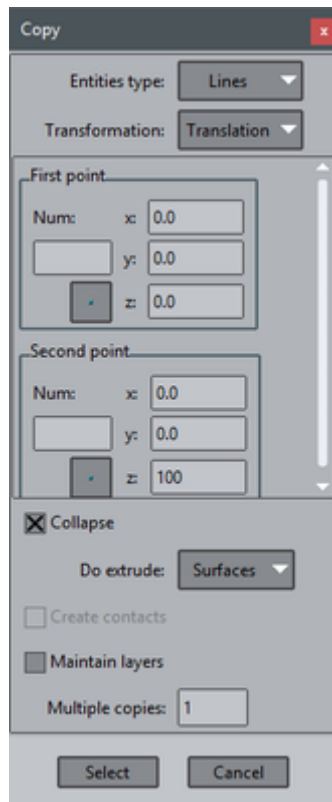 Copy x
Entities type: Lines
Transformation: Translation
First point
Num: x: 0.0
y: 0.0
z: 0.0
Second point
Num: x: 0.0
y: 0.0
z: 100
Collapse
Do extrude: Surfaces
Create contacts
Maintain layers
Multiple copies: 1
Select Cancel